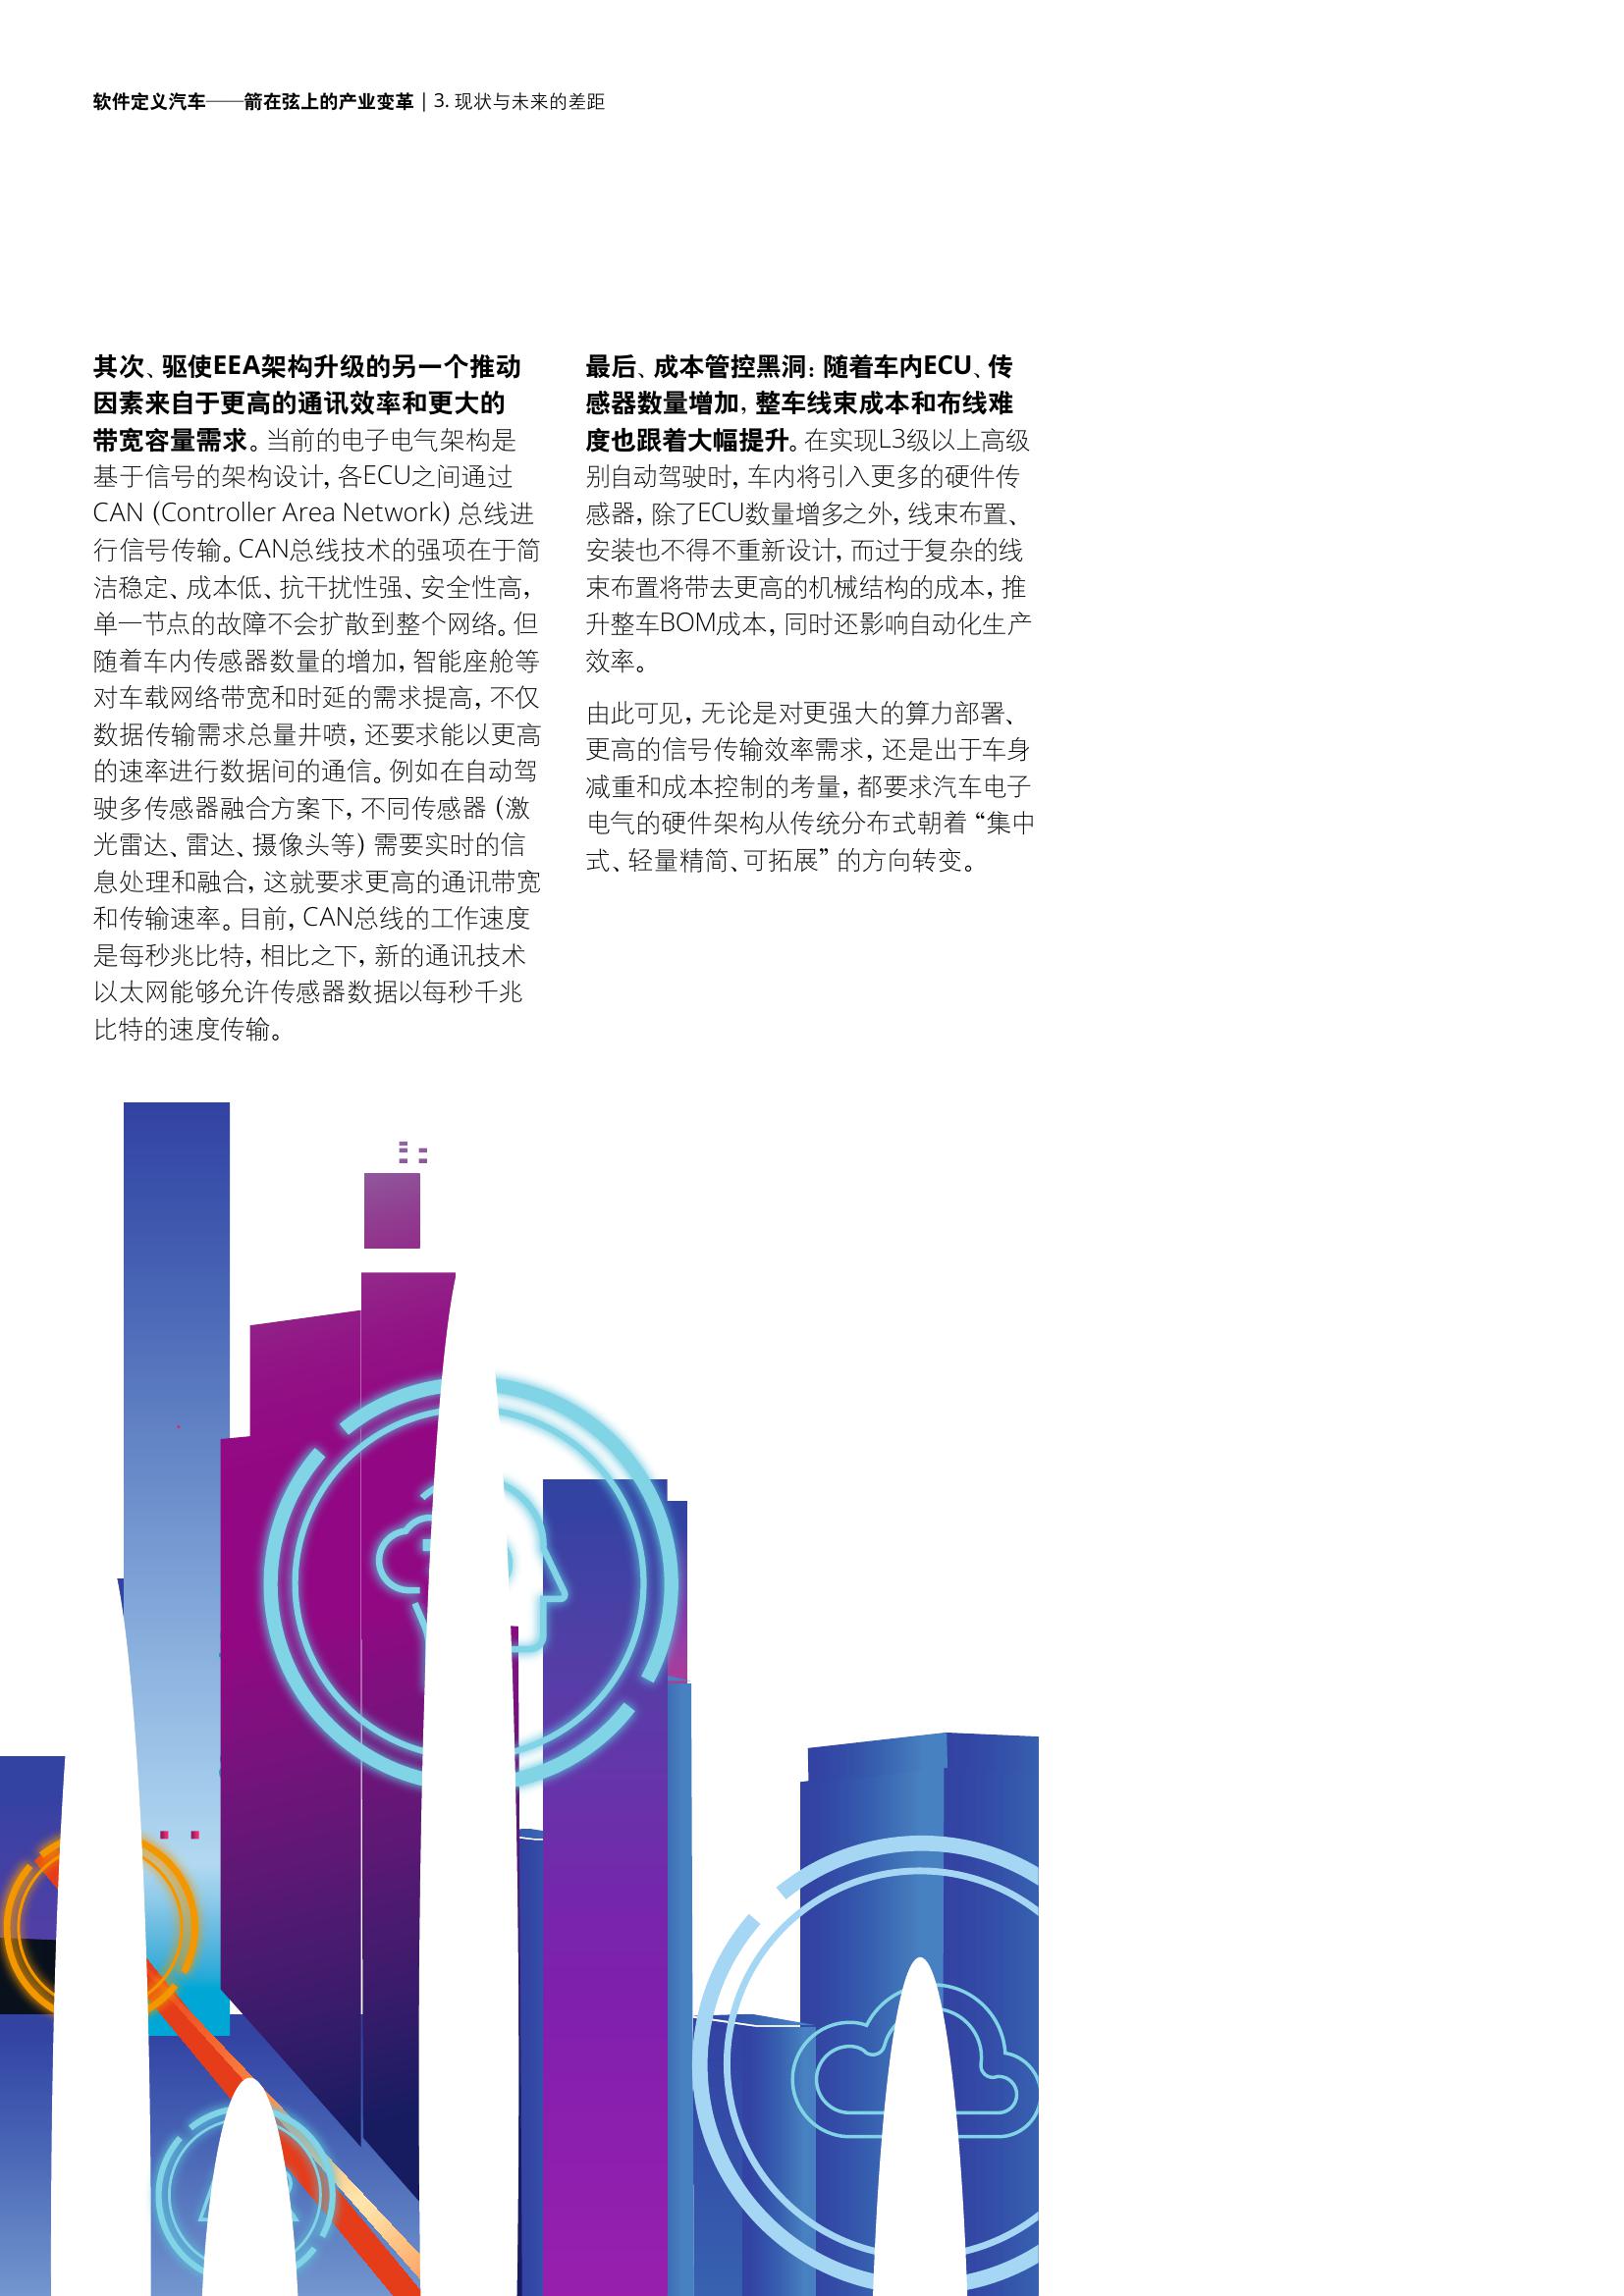 软件定义汽车——箭在弦上的产业变革 | 3. 现状与未来的差距
其次、驱使EEA架构升级的另一个推动
因素来自于更高的通讯效率和更大的
带宽容量需求。当前的电子电气架构是
基于信号的架构设计，各ECU之间通过
CAN（Controller Area Network）总线进
行信号传输。CAN总线技术的强项在于简
洁稳定、成本低、抗干扰性强、安全性高，
单一节点的故障不会扩散到整个网络。但
随着车内传感器数量的增加，智能座舱等
对车载网络带宽和时延的需求提高，不仅
数据传输需求总量井喷，还要求能以更高
的速率进行数据间的通信。例如在自动驾
驶多传感器融合方案下，不同传感器（激
光雷达、雷达、摄像头等）需要实时的信
息处理和融合，这就要求更高的通讯带宽
和传输速率。目前，CAN总线的工作速度
是每秒兆比特，相比之下，新的通讯技术
以太网能够允许传感器数据以每秒千兆
比特的速度传输。
最后、成本管控黑洞：随着车内ECU、传
感器数量增加，整车线束成本和布线难
度也跟着大幅提升。在实现L3级以上高级
别自动驾驶时，车内将引入更多的硬件传
感器，除了ECU数量增多之外，线束布置、
安装也不得不重新设计，而过于复杂的线
束布置将带去更高的机械结构的成本，推
升整车BOM成本，同时还影响自动化生产
效率。
由此可见，无论是对更强大的算力部署、
更高的信号传输效率需求，还是出于车身
减重和成本控制的考量，都要求汽车电子
电气的硬件架构从传统分布式朝着“集中
式、轻量精简、可拓展”的方向转变。